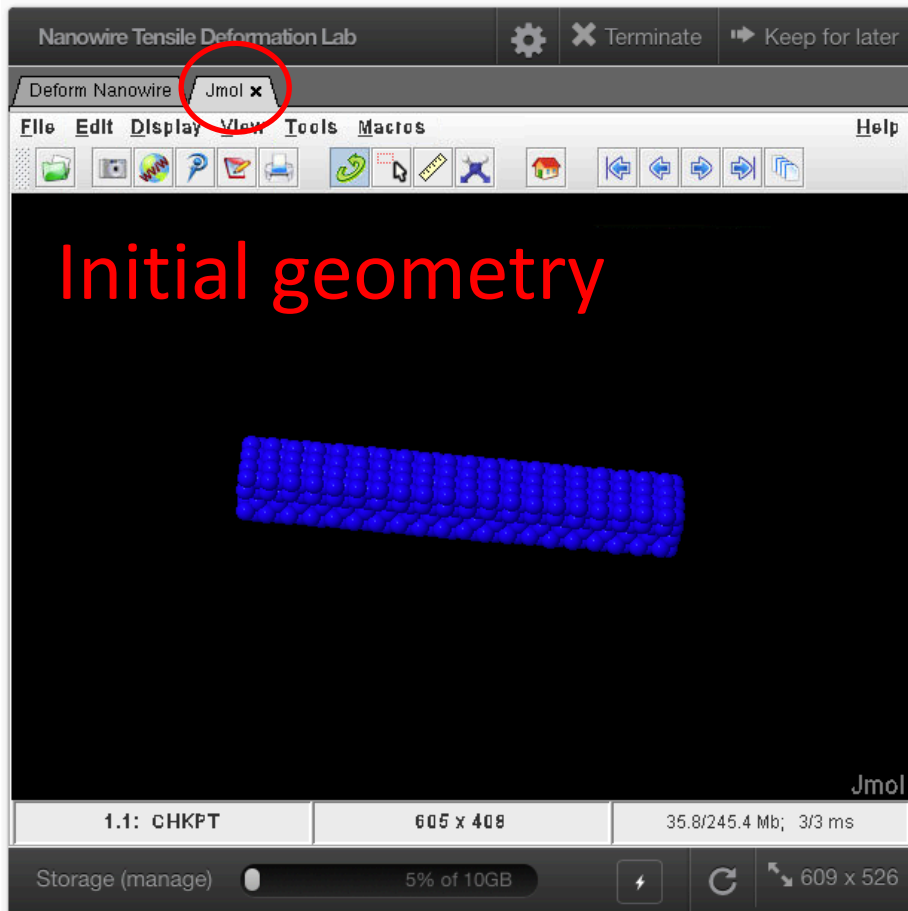 Nanowire Tensile Deformation Lab Terminate Keep for later
Deform Nanowire Jmol x
File Edit Display View Tools Macros Help
Initial geometry
Jmol
1.1: CHKPT 605 x 408 35.8/245.4 Mb; 3/3 ms
Storage (manage) 5% of 10GB 609 x 526